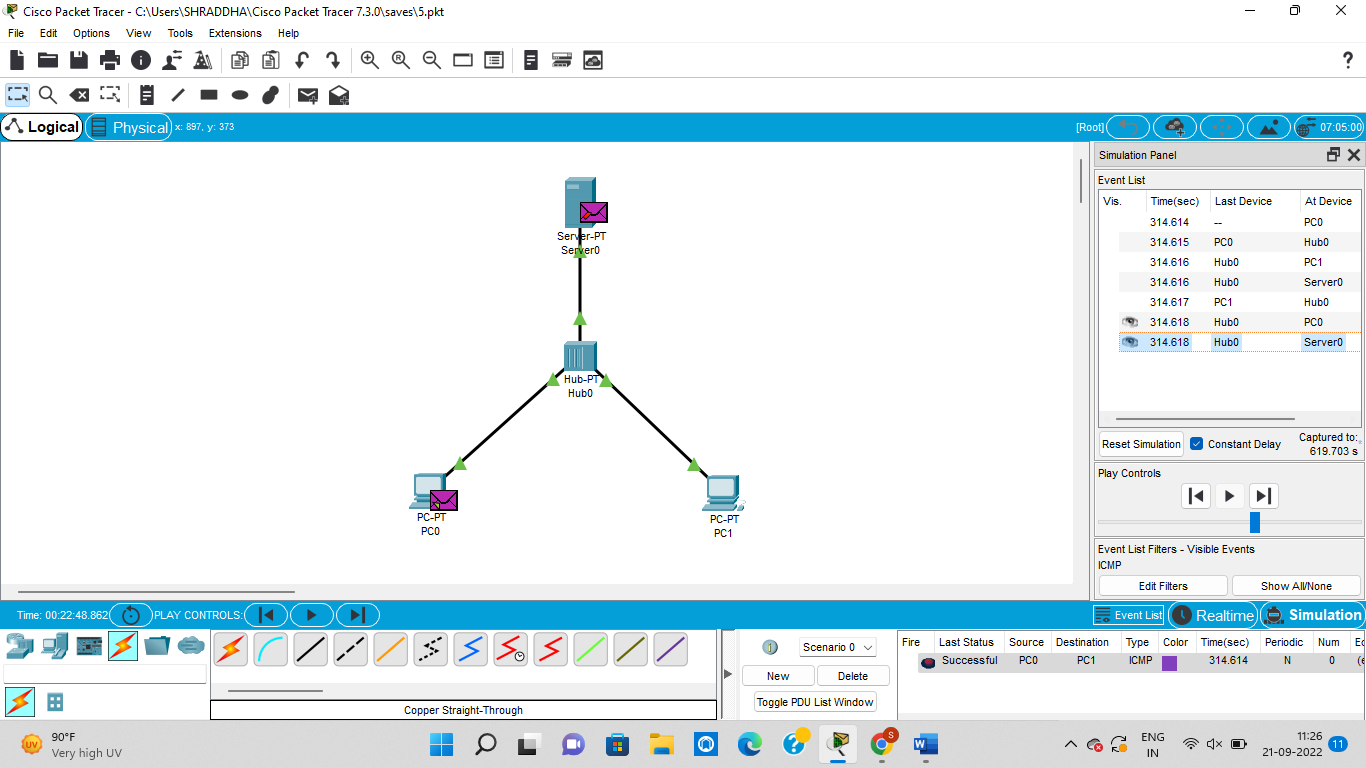 Cisco Packet Tracer - C:\Users\SHRADDHA\Cisco Packet Tracer 7.3.0\saves\5.pkt
File Edit Options View Tools Extensions Help
?
Logical Physical x: 897, y: 373 [Root] 07:05:00
Server-PT
Server0
Hub-PT
Hub0
PC-PT
PC0
PC-PT
PC1
Simulation Panel
Event List
Vis. Time(sec) Last Device At Device
314.614 -- PC0
314.615 PC0 Hub0
314.616 Hub0 PC1
314.616 Hub0 Server0
314.617 PC1 Hub0
314.618 Hub0 PC0
314.618 Hub0 Server0
Reset Simulation Constant Delay Captured to:
619.703 s
Play Controls
Event List Filters - Visible Events
ICMP
Edit Filters Show All/None
Time: 00:22:48.862 PLAY CONTROLS: Event List Realtime Simulation
Copper Straight-Through
Scenario 0
New Delete
Toggle PDU List Window
Fire Last Status Source Destination Type Color Time(sec) Periodic Num Ec
Successful PC0 PC1 ICMP 314.614 N 0 (e
90°F
Very high UV
S
ENG
IN
11:26
21-09-2022
11